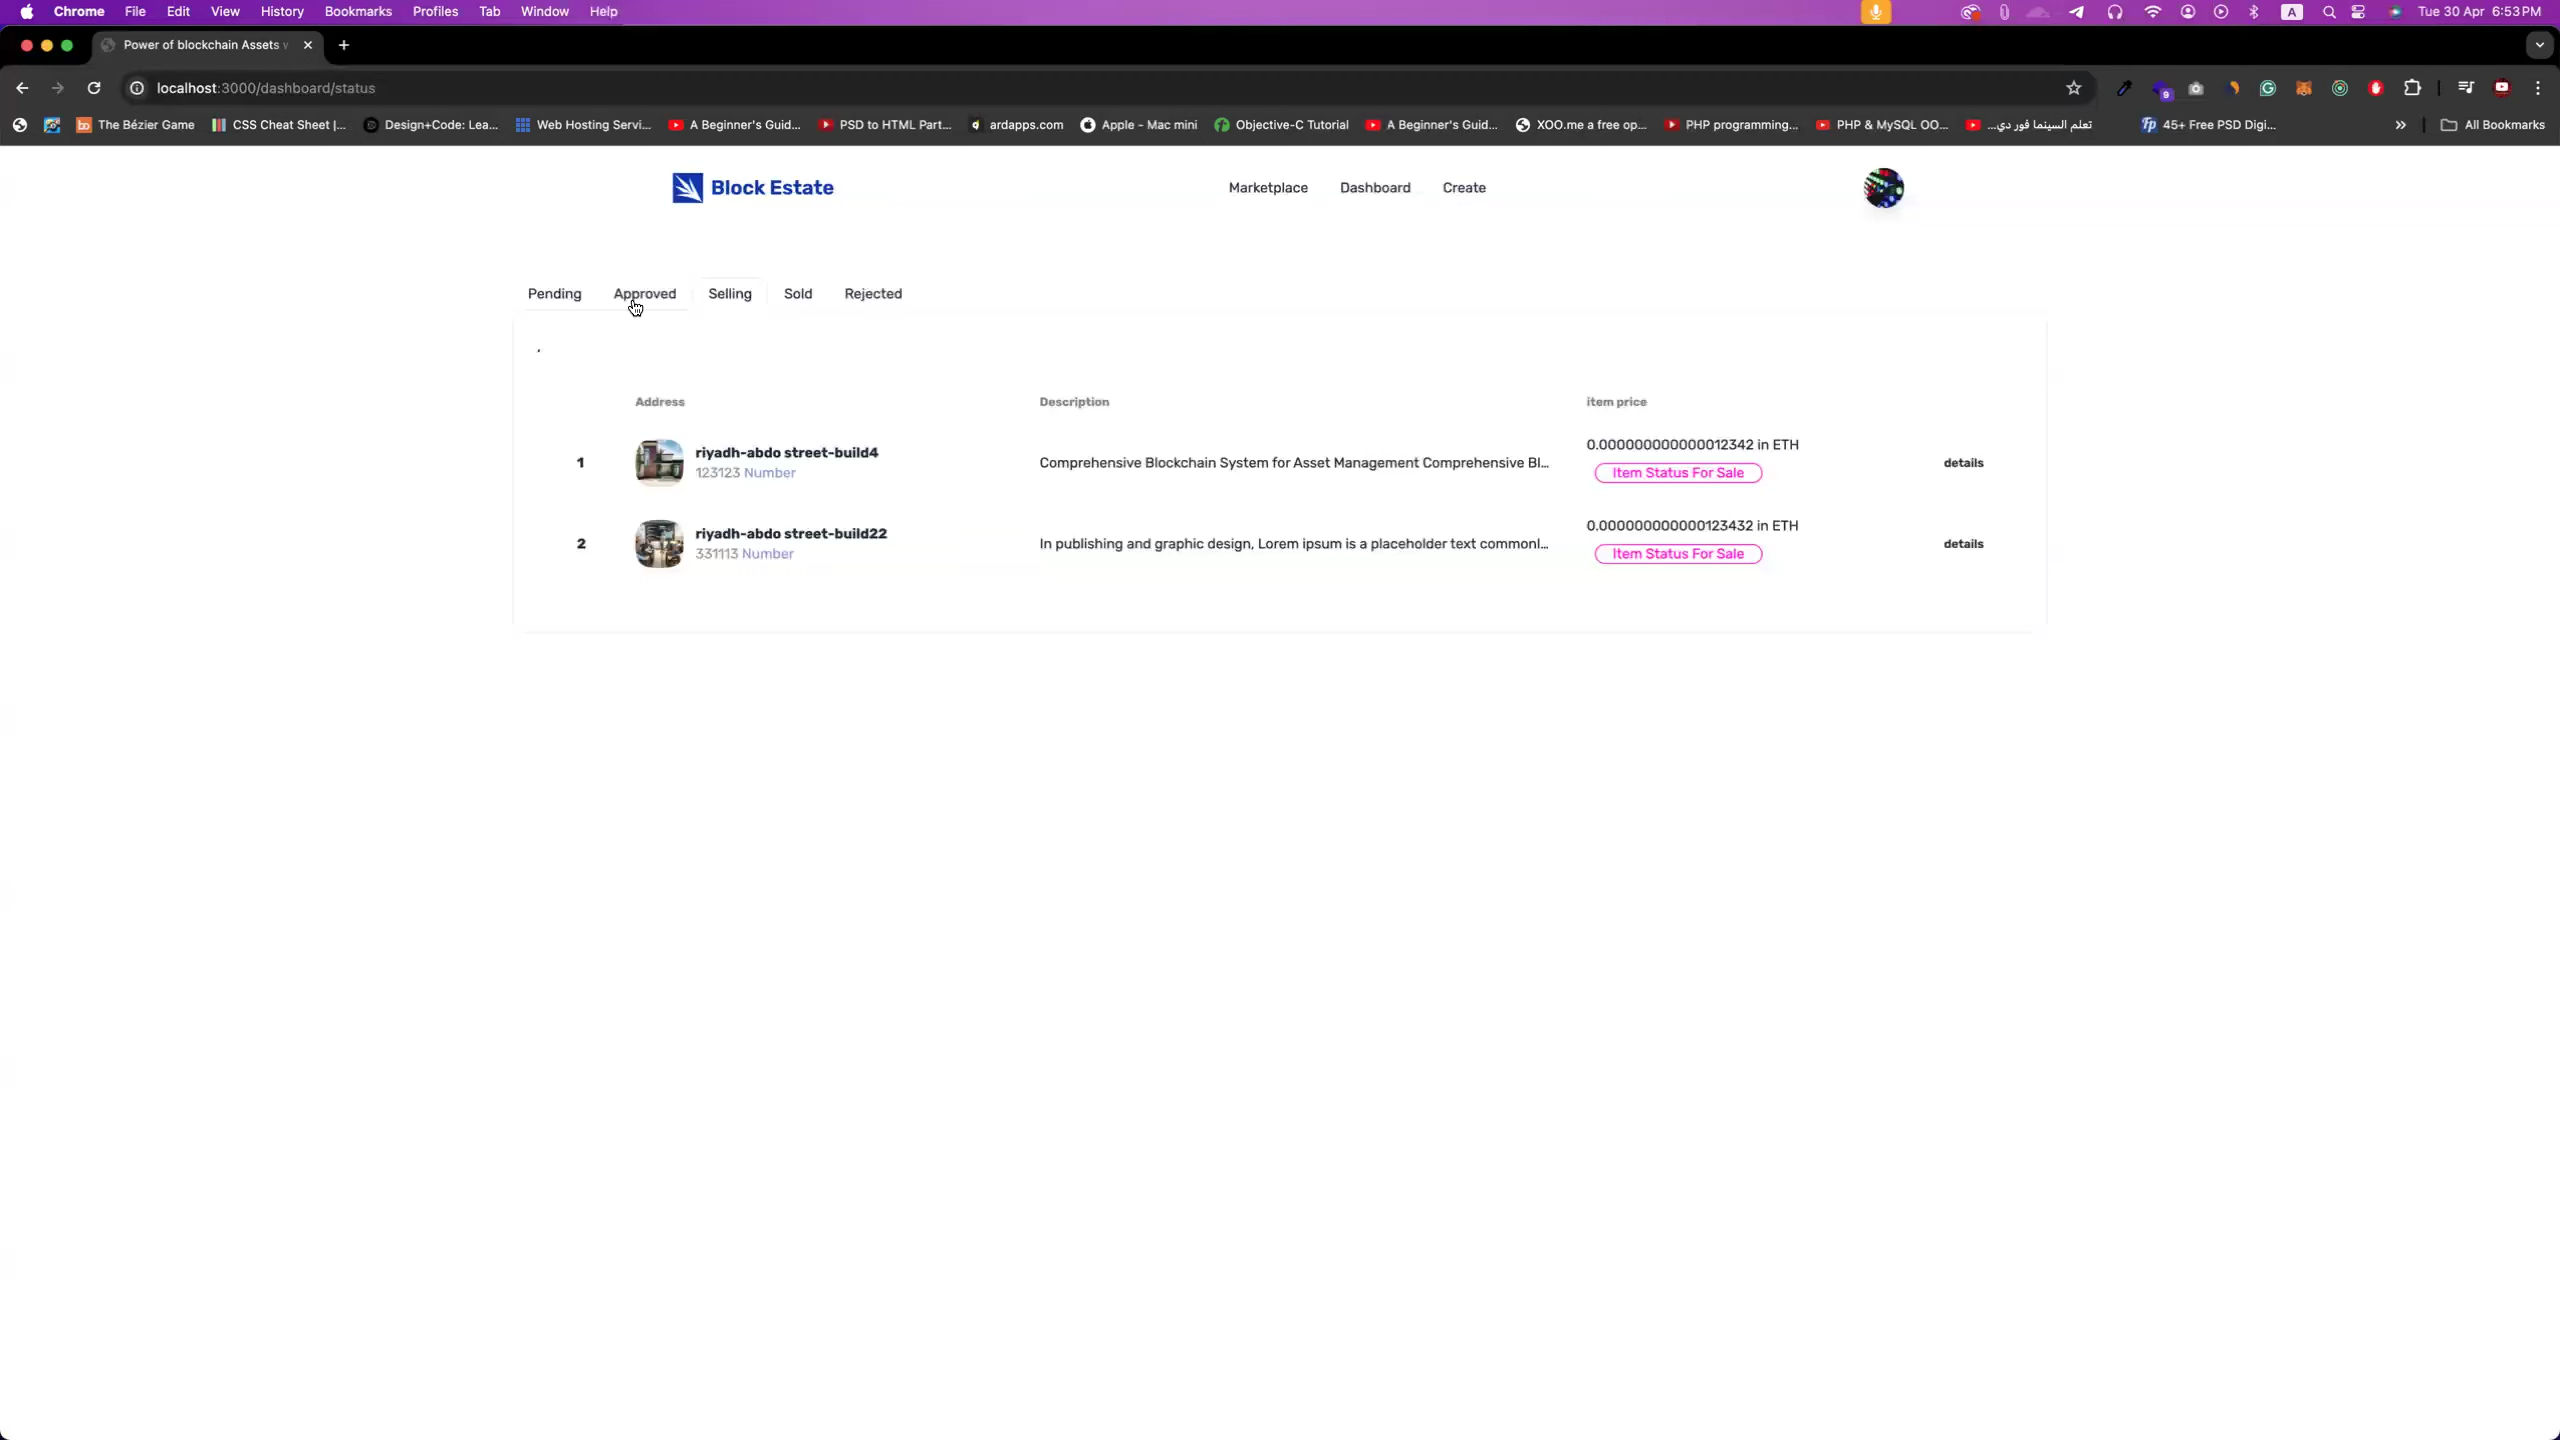 Chrome File Edit View History Bookmarks Profiles Tab Window Help A Tue 30 Apr 6:53 PM
Power of blockchain Assets
localhost:3000/dashboard/status 9
The Bézier Game CSS Cheat Sheet |... Design+Code: Lea... Web Hosting Servi... A Beginner's Guid... PSD to HTML Part... ardapps.com Apple - Mac mini Objective-C Tutorial A Beginner's Guid... XOO.me a free op... PHP programming... PHP & MySQL OO... تعلم السينما فور دي... 45+ Free PSD Digi... » All Bookmarks
Block Estate Marketplace Dashboard Create
Pending Approved Selling Sold Rejected
Address Description item price
1 riyadh-abdo street-build4 Comprehensive Blockchain System for Asset Management Comprehensive Bl... 0.000000000000012342 in ETH details
123123 Number Item Status For Sale
2 riyadh-abdo street-build22 In publishing and graphic design, Lorem ipsum is a placeholder text commonl... 0.000000000000123432 in ETH details
331113 Number Item Status For Sale